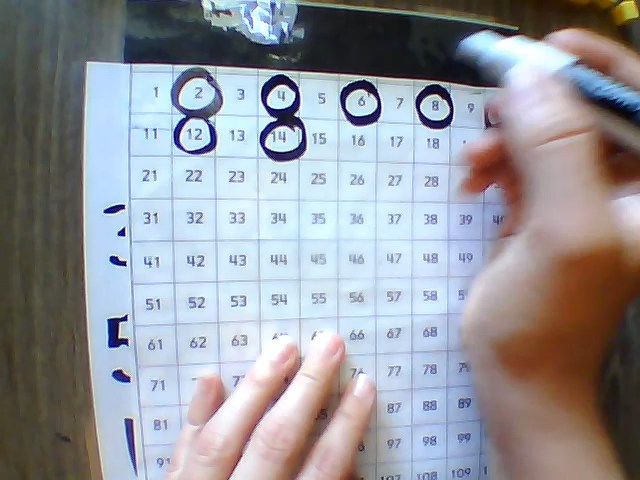 1 2 3 4 5 6 7 8 9
11 12 13 14 15 16 17 18
21 22 23 24 25 26 27 28
31 32 33 34 35 36 37 38 39
41 42 43 44 45 46 47 48 49
51 52 53 54 55 56 57 58
61 62 63 66 67 68
71 77 78
81 87 88 89
97 98 99
108 109